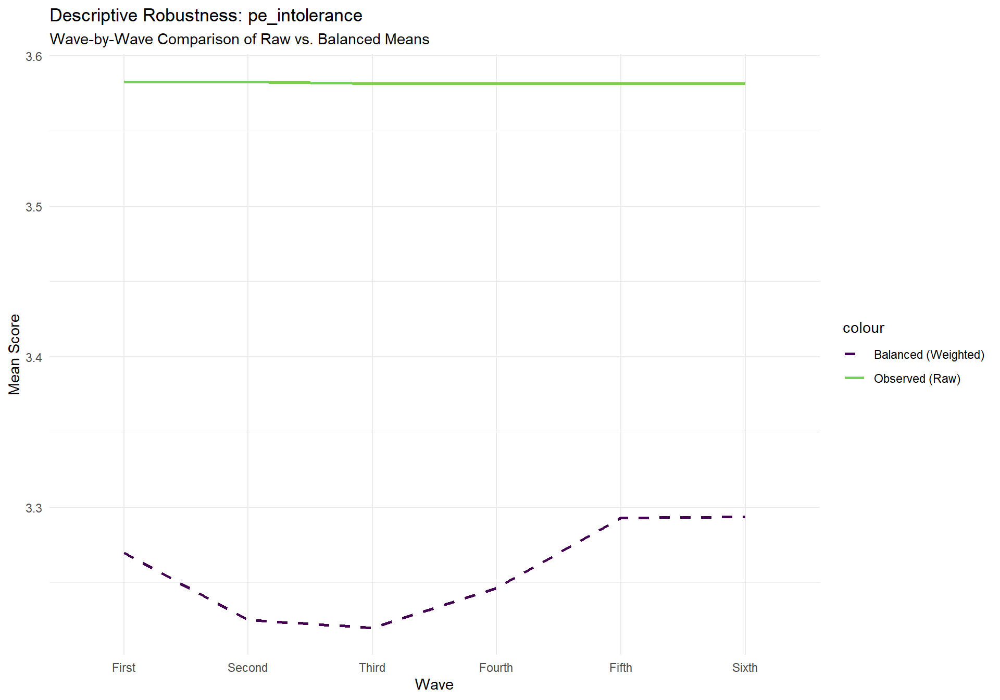 Descriptive Robustness: pe_intolerance
Wave-by-Wave Comparison of Raw vs. Balanced Means
3.6
3.5
3.4
3.3
Mean Score
First Second Third Fourth Fifth Sixth
Wave
colour
Balanced (Weighted)
Observed (Raw)